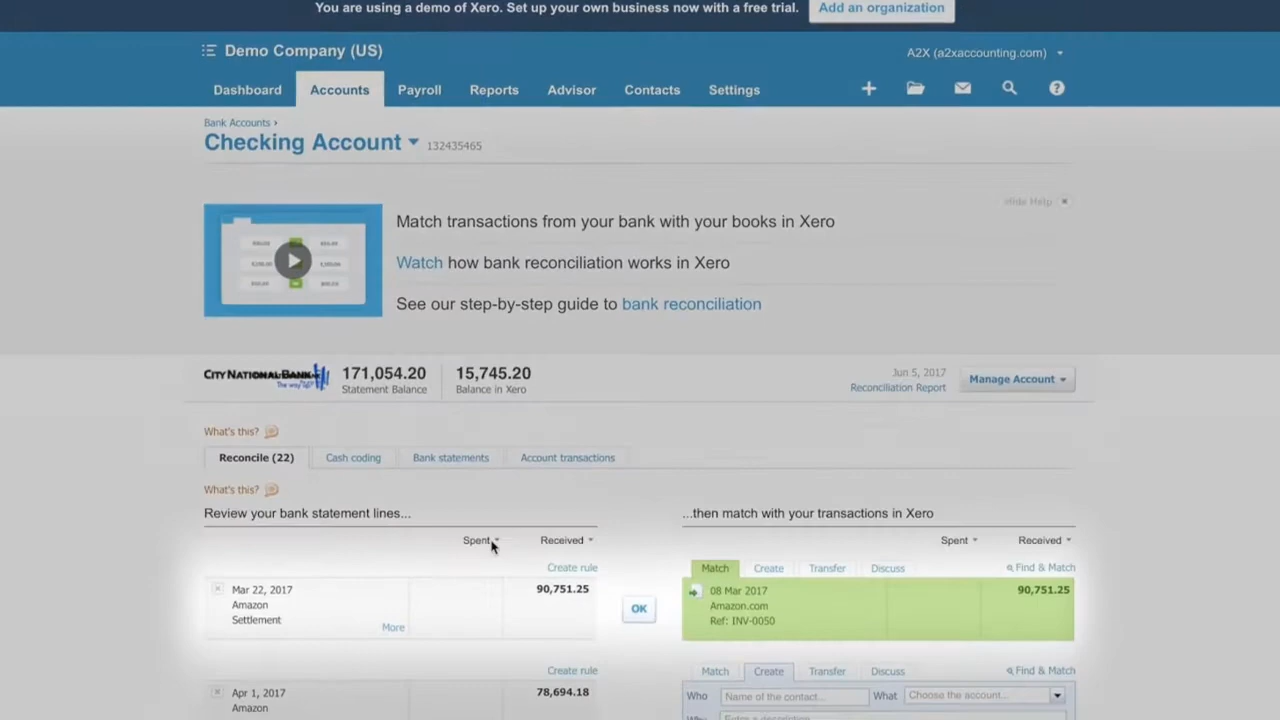 You are using a demo of Xero. Set up your own business now with a free trial.
Add an organization
Demo Company (US)
A2X (a2xaccounting.com)
Dashboard
Accounts
Payroll
Reports
Advisor
Contacts
Settings
Bank Accounts ›
Checking Account
132435465
Hide Help
Match transactions from your bank with your books in Xero
Watch how bank reconciliation works in Xero
See our step-by-step guide to bank reconciliation
CITY NATIONAL BANK
The way up
171,054.20
Statement Balance
15,745.20
Balance in Xero
Jun 5, 2017
Reconciliation Report
Manage Account
What's this?
Reconcile (22)
Cash coding
Bank statements
Account transactions
What's this?
Review your bank statement lines...
...then match with your transactions in Xero
Spent
Received
Spent
Received
Create rule
Match
Create
Transfer
Discuss
Find & Match
Mar 22, 2017
Amazon
Settlement
More
90,751.25
OK
08 Mar 2017
Amazon.com
Ref: INV-0050
90,751.25
Create rule
Match
Create
Transfer
Discuss
Find & Match
Apr 1, 2017
Amazon
78,694.18
Who
Name of the contact...
What
Choose the account...